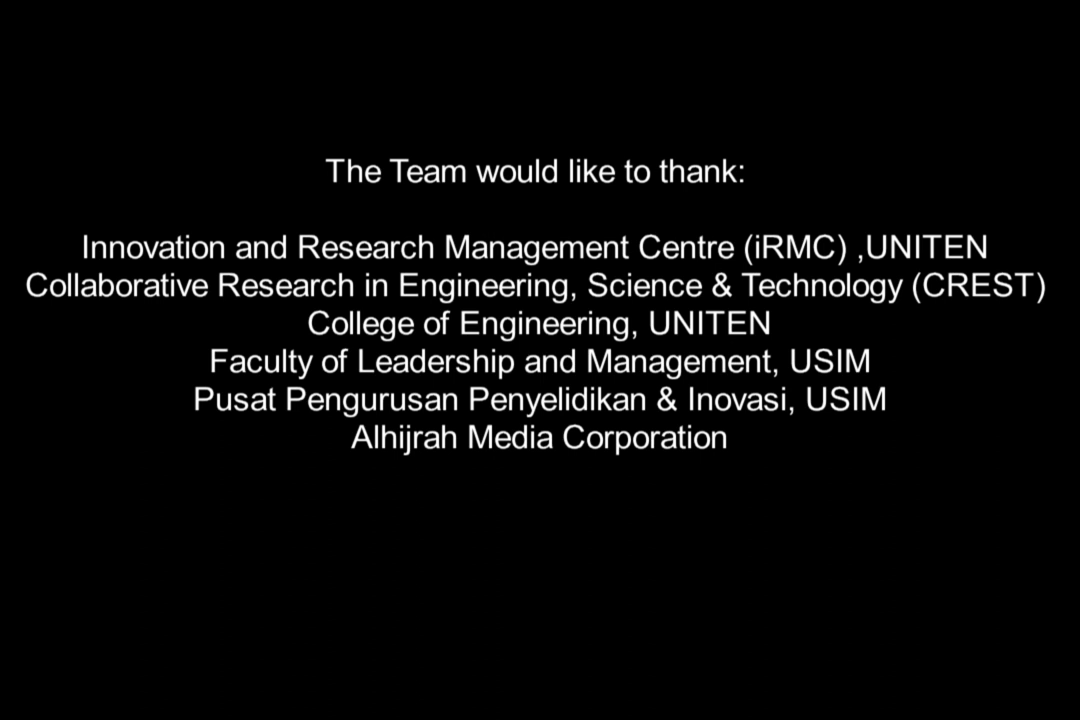 The Team would like to thank:
Innovation and Research Management Centre (iRMC) ,UNITEN
Collaborative Research in Engineering, Science & Technology (CREST)
College of Engineering, UNITEN
Faculty of Leadership and Management, USIM
Pusat Pengurusan Penyelidikan & Inovasi, USIM
Alhijrah Media Corporation